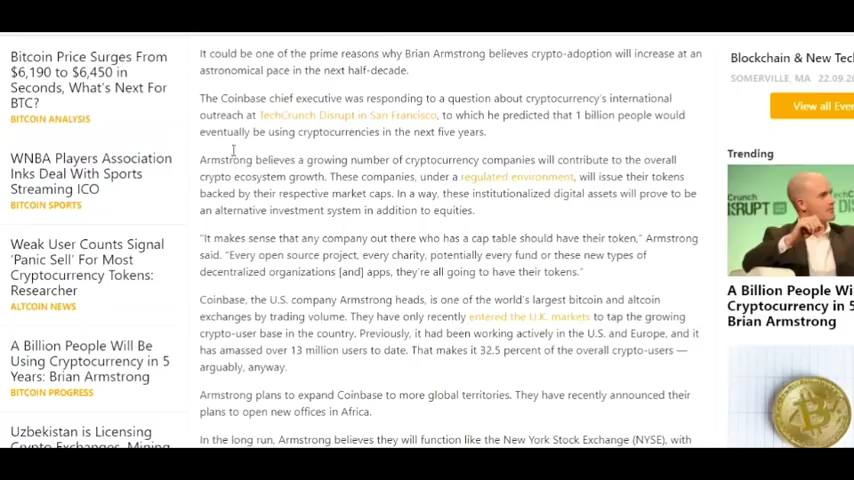 Bitcoin Price Surges From
$6,190 to $6,450 in
Seconds, What's Next For
BTC?
BITCOIN ANALYSIS
WNBA Players Association
Inks Deal With Sports
Streaming ICO
BITCOIN SPORTS
Weak User Counts Signal
'Panic Sell' For Most
Cryptocurrency Tokens:
Researcher
ALTCOIN NEWS
A Billion People Will Be
Using Cryptocurrency in 5
Years: Brian Armstrong
BITCOIN PROGRESS
Uzbekistan is Licensing
Crypto Exchanges, Mining
It could be one of the prime reasons why Brian Armstrong believes crypto-adoption will increase at an
astronomical pace in the next half-decade.
The Coinbase chief executive was responding to a question about cryptocurrency's international
outreach at TechCrunch Disrupt in San Francisco, to which he predicted that 1 billion people would
eventually be using cryptocurrencies in the next five years.
Armstrong believes a growing number of cryptocurrency companies will contribute to the overall
crypto ecosystem growth. These companies, under a regulated environment, will issue their tokens
backed by their respective market caps. In a way, these institutionalized digital assets will prove to be
an alternative investment system in addition to equities.
"It makes sense that any company out there who has a cap table should have their token," Armstrong
said. "Every open source project, every charity, potentially every fund or these new types of
decentralized organizations [and] apps, they're all going to have their tokens."
Coinbase, the U.S. company Armstrong heads, is one of the world's largest bitcoin and altcoin
exchanges by trading volume. They have only recently entered the U.K. markets to tap the growing
crypto-user base in the country. Previously, it had been working actively in the U.S. and Europe, and it
has amassed over 13 million users to date. That makes it 32.5 percent of the overall crypto-users —
arguably, anyway.
Armstrong plans to expand Coinbase to more global territories. They have recently announced their
plans to open new offices in Africa.
In the long run, Armstrong believes they will function like the New York Stock Exchange (NYSE), with
Blockchain & New Tec
SOMERVILLE, MA 22.09.
View all Even
Trending
Crunch
ISRUPT
A Billion People Wi
Cryptocurrency in 5
Brian Armstrong